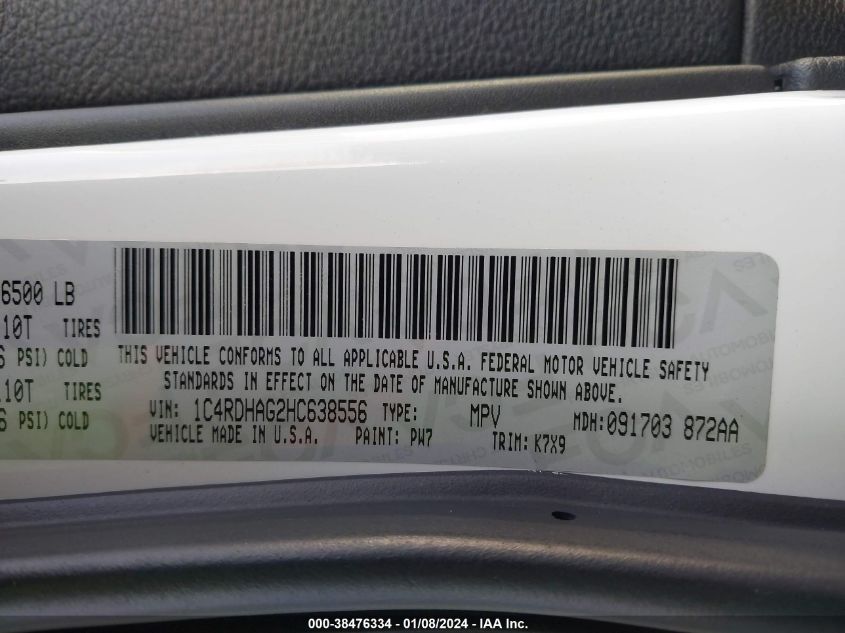 6500 LB
10T TIRES
PSI) COLD
10T TIRES
PSI) COLD
THIS VEHICLE CONFORMS TO ALL APPLICABLE U.S.A. FEDERAL MOTOR VEHICLE SAFETY
STANDARDS IN EFFECT ON THE DATE OF MANUFACTURE SHOWN ABOVE.
VIN: 1C4RDHAG2HC638556 TYPE: MPV MDH:091703 872AA
VEHICLE MADE IN U.S.A. PAINT: PW7 TRIM: K7X9
AUTOMOBILES
AUTOMOBILES
000-38476334 - 01/08/2024 - IAA Inc.